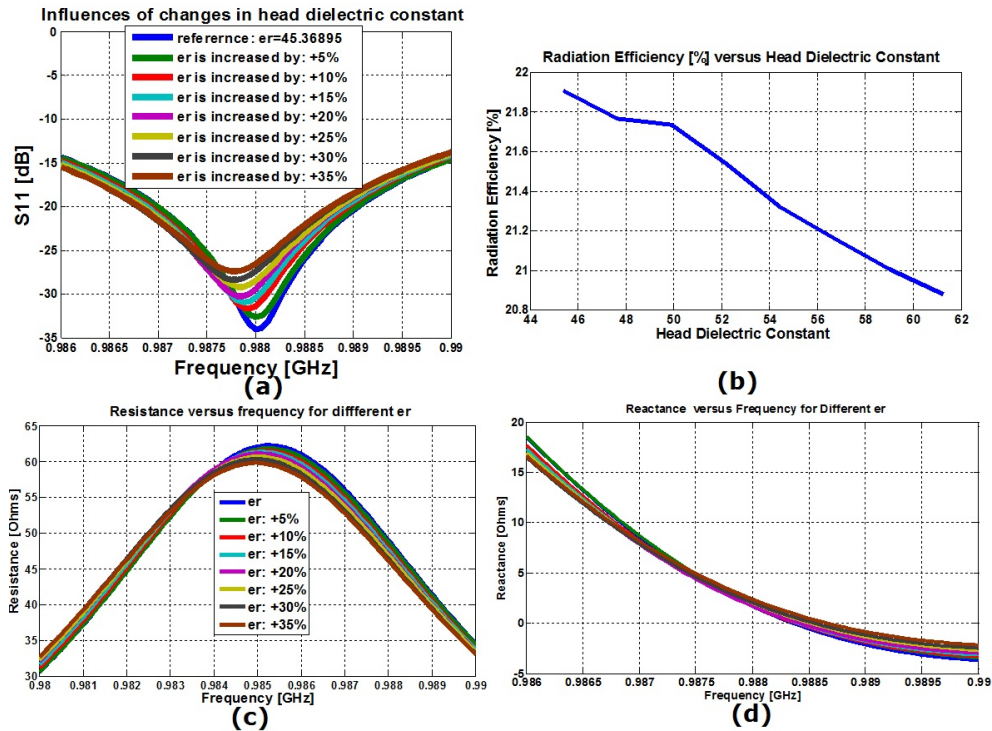 Influences of changes in head dielectric constant
0
-5
-10
-15
-20
-25
-30
-35
S11 [dB]
referernce: er=45.36895
er is increased by: +5%
er is increased by: +10%
er is increased by: +15%
er is increased by: +20%
er is increased by: +25%
er is increased by: +30%
er is increased by: +35%
0.986 0.9865 0.987 0.9875 0.988 0.9885 0.989 0.9895 0.99
Frequency [GHz]
(a)
Radiation Efficiency [%] versus Head Dielectric Constant
22
21.8
21.6
21.4
21.2
21
20.8
Radiation Efficiency [%]
44 46 48 50 52 54 56 58 60 62
Head Dielectric Constant
(b)
Resistance versus frequency for different er
65
60
55
50
45
40
35
30
Resistance [Ohms]
er
er: +5%
er: +10%
er: +15%
er: +20%
er: +25%
er: +30%
er: +35%
0.98 0.981 0.982 0.983 0.984 0.985 0.986 0.987 0.988 0.989 0.99
Frequency [GHz]
(c)
Reactance versus Frequency for Different er
20
15
10
5
0
-5
Reactance [Ohms]
0.986 0.9865 0.987 0.9875 0.988 0.9885 0.989 0.9895 0.99
Frequency [GHz]
(d)